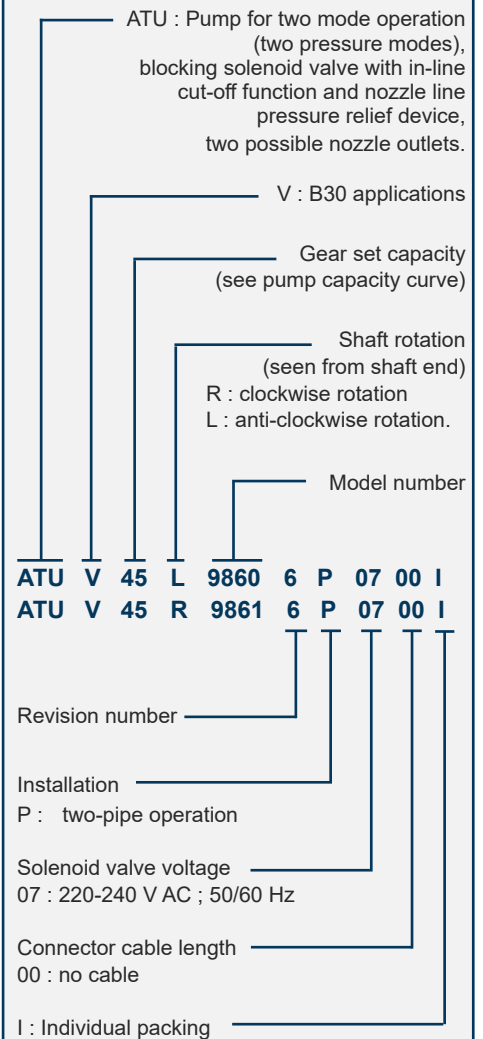 ATU : Pump for two mode operation
(two pressure modes),
blocking solenoid valve with in-line
cut-off function and nozzle line
pressure relief device,
two possible nozzle outlets.
V : B30 applications
Gear set capacity
(see pump capacity curve)
Shaft rotation
(seen from shaft end)
R : clockwise rotation
L : anti-clockwise rotation.
Model number
ATU V 45 L 9860 6 P 07 00 I
ATU V 45 R 9861 6 P 07 00 I
Revision number
Installation
P : two-pipe operation
Solenoid valve voltage
07 : 220-240 V AC ; 50/60 Hz
Connector cable length
00 : no cable
I : Individual packing